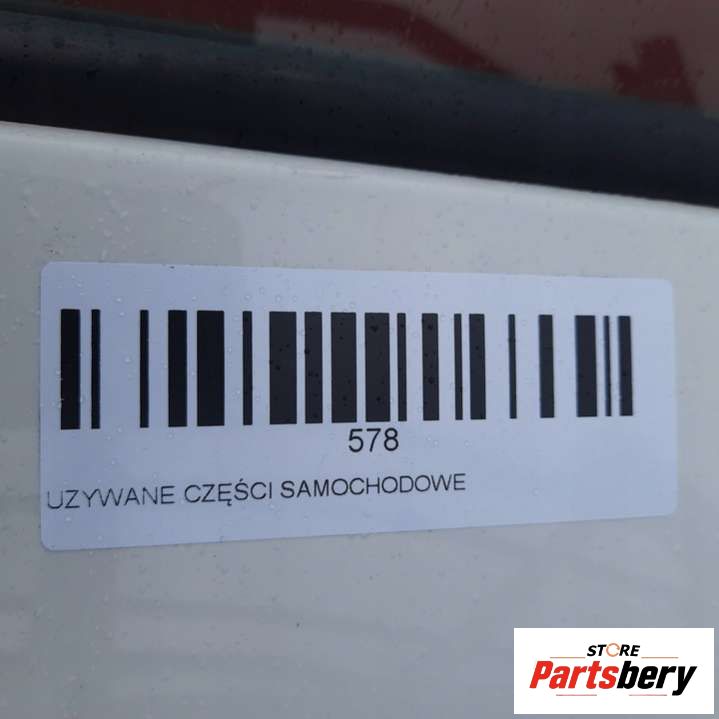 578
UZYWANE CZĘŚCI SAMOCHODOWE
STORE
Partsbery